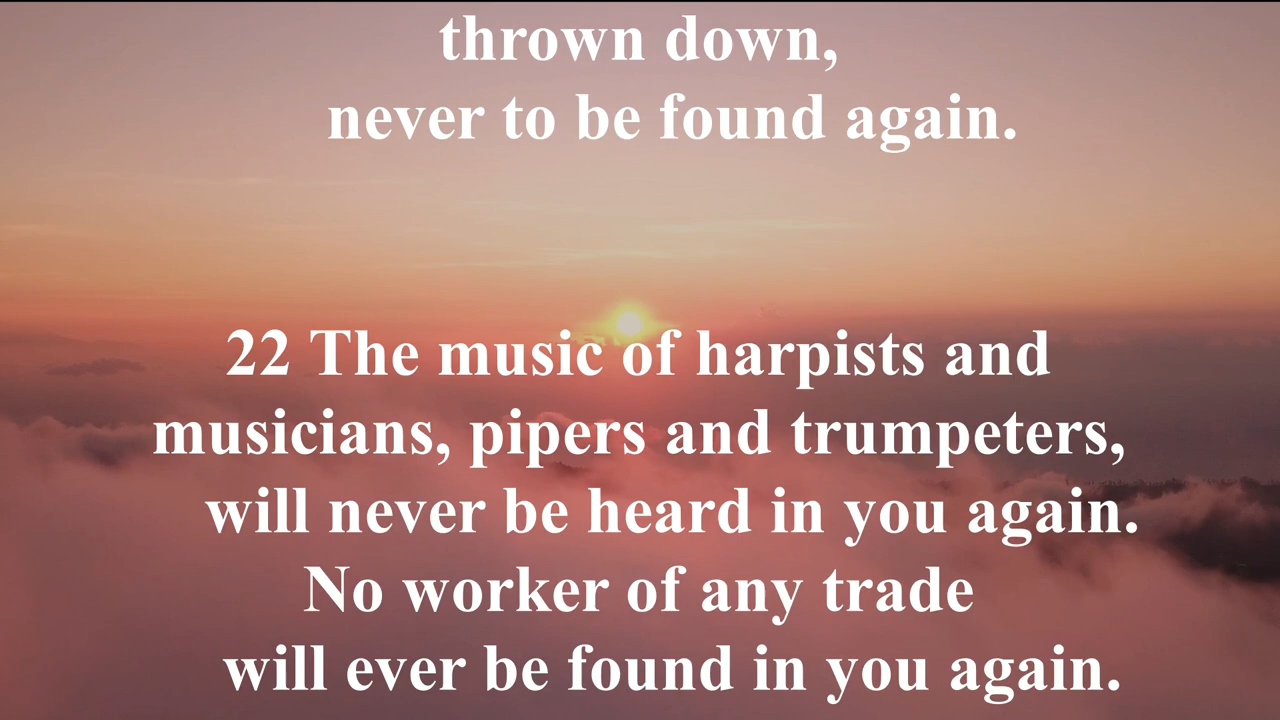 thrown down,
never to be found again.
22 The music of harpists and
musicians, pipers and trumpeters,
will never be heard in you again.
No worker of any trade
will ever be found in you again.